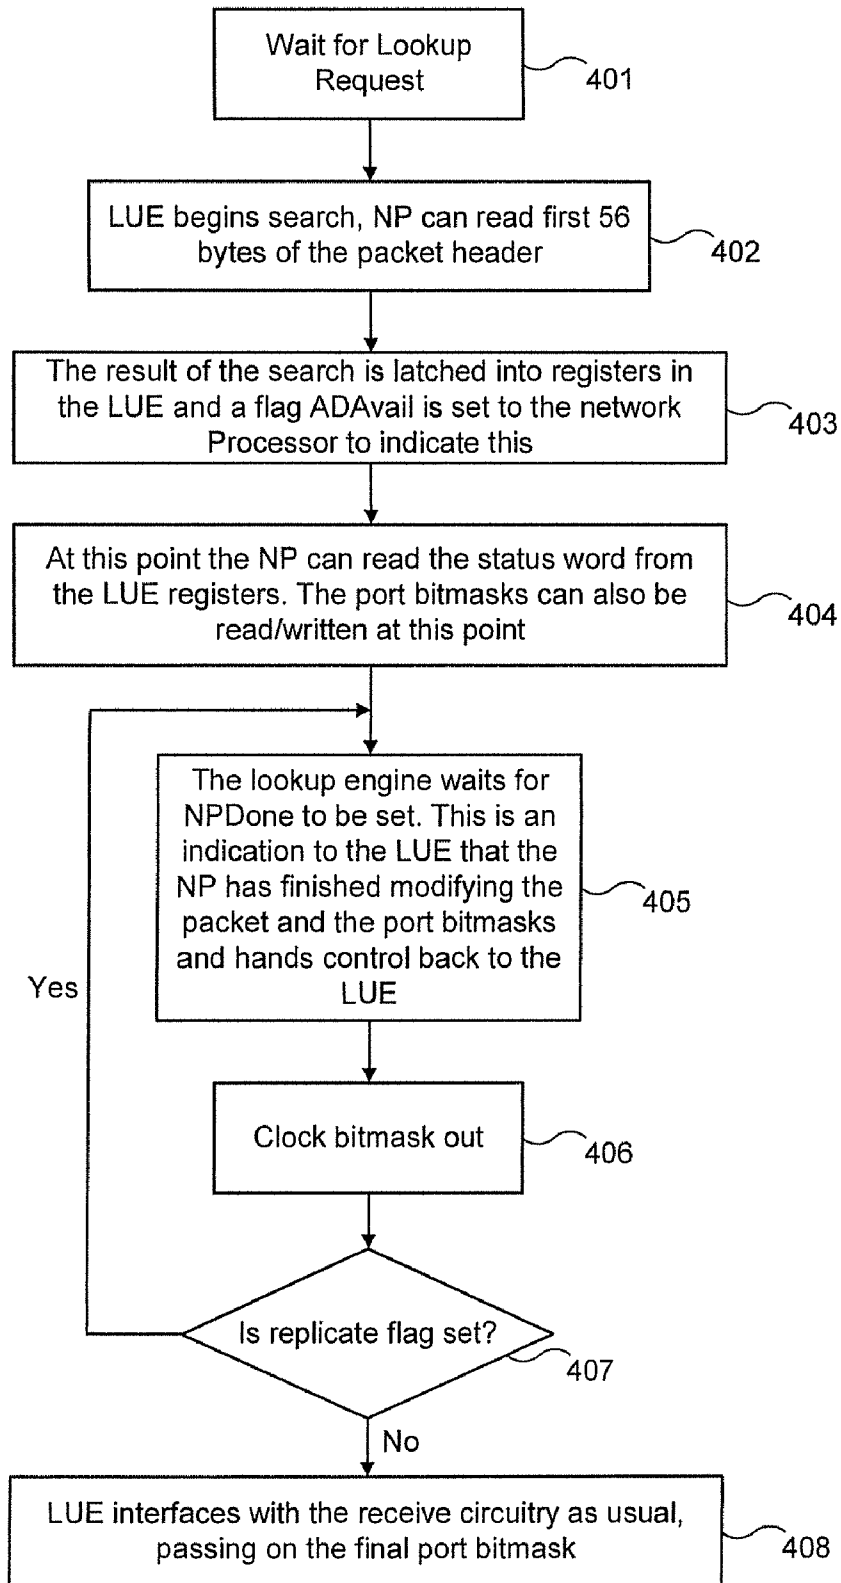 Wait for Lookup
Request
401
LUE begins search, NP can read first 56
bytes of the packet header
402
The result of the search is latched into registers in
the LUE and a flag ADAvail is set to the network
Processor to indicate this
403
At this point the NP can read the status word from
the LUE registers. The port bitmasks can also be
read/written at this point
404
The lookup engine waits for
NPDone to be set. This is an
indication to the LUE that the
NP has finished modifying the
packet and the port bitmasks
and hands control back to the
LUE
405
Yes
Clock bitmask out
406
Is replicate flag set?
407
No
LUE interfaces with the receive circuitry as usual,
passing on the final port bitmask
408